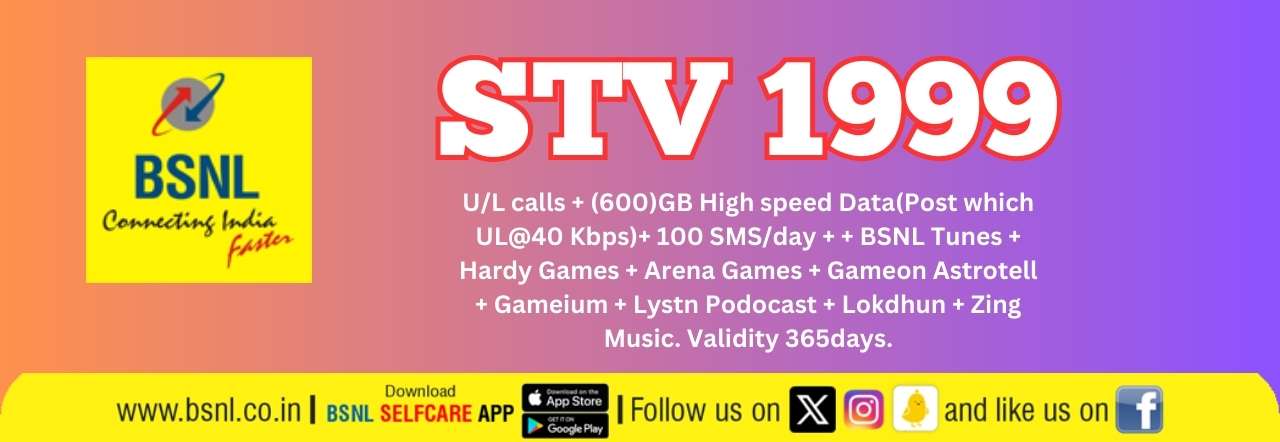 BSNL
Connecting India
Faster
STV 1999
U/L calls + (600)GB High speed Data(Post which
UL@40 Kbps)+ 100 SMS/day + + BSNL Tunes +
Hardy Games + Arena Games + Gameon Astrotell
+ Gameium + Lystn Podocast + Lokdhun + Zing
Music. Validity 365days.
www.bsnl.co.in | Download BSNL SELFCARE APP
Download on the
App Store
GET IT ON
Google Play
| Follow us on X and like us on f